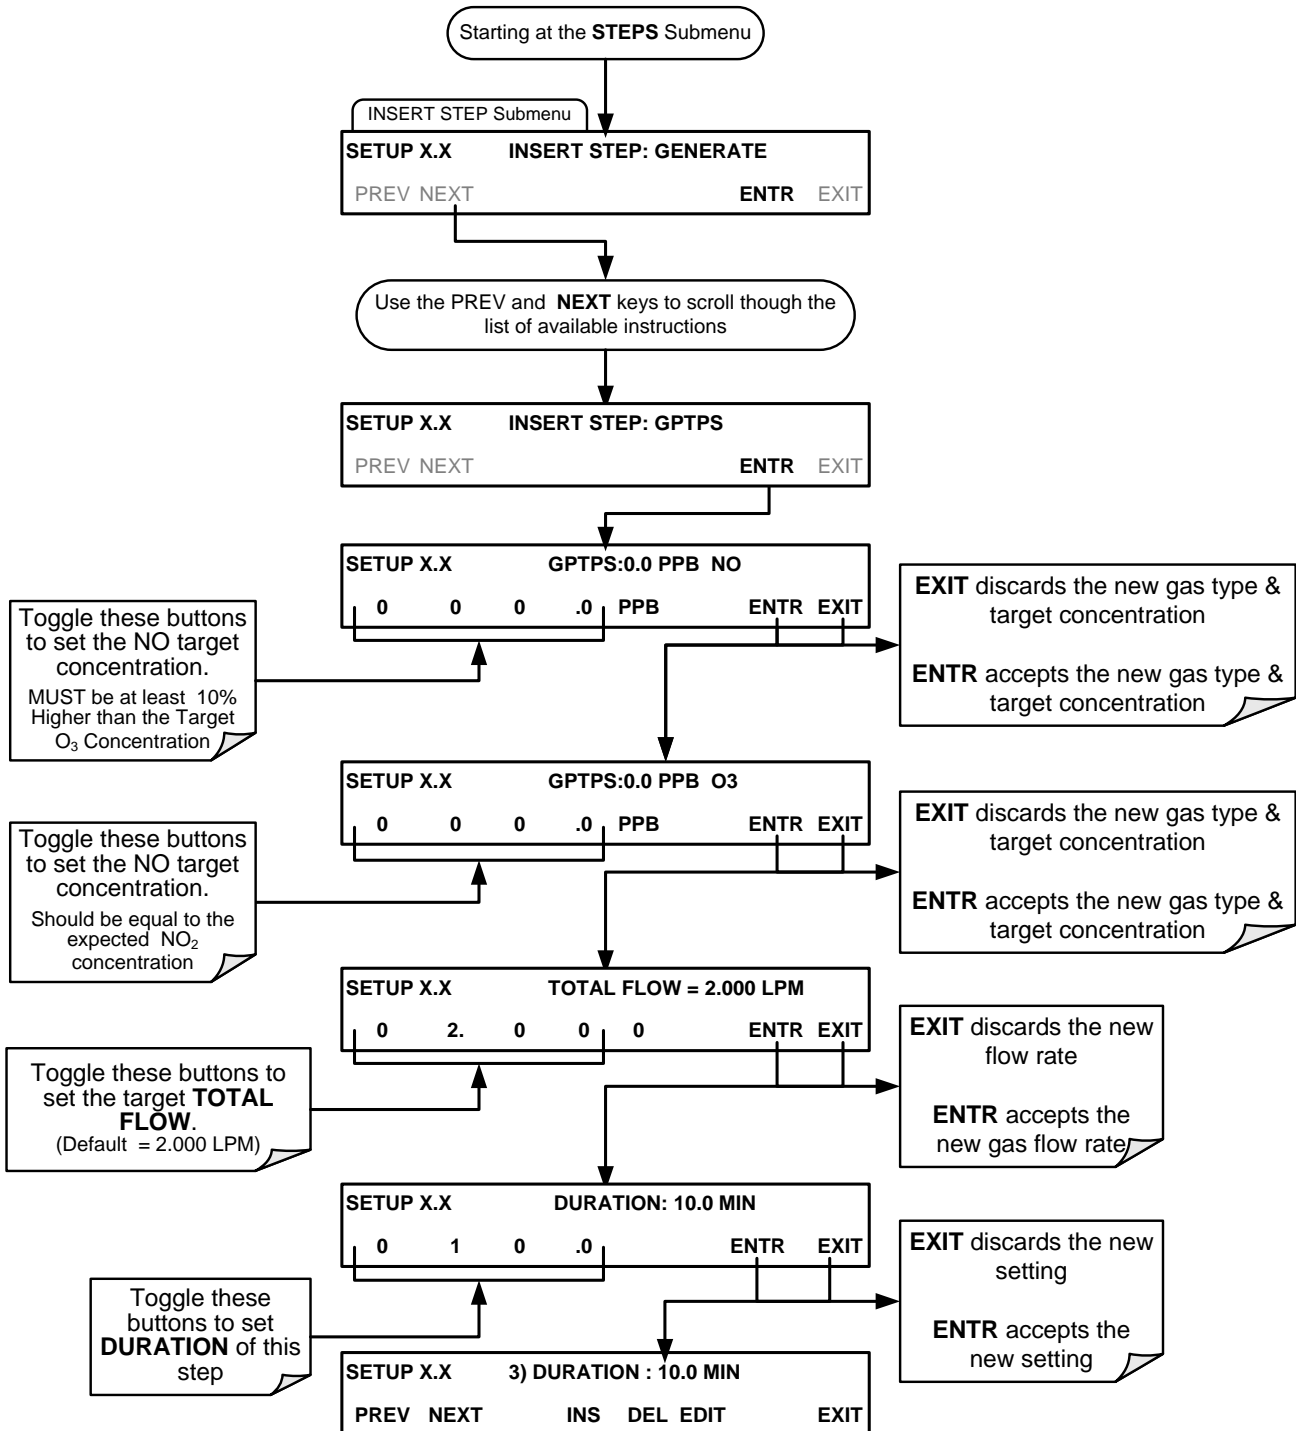 Starting at the STEPS Submenu
INSERT STEP Submenu
SETUP X.X INSERT STEP: GENERATE
PREV NEXT ENTR EXIT
Use the PREV and NEXT keys to scroll though the
list of available instructions
SETUP X.X INSERT STEP: GPTPS
PREV NEXT ENTR EXIT
SETUP X.X GPTPS:0.0 PPB NO
0 0 0 .0 PPB ENTR EXIT
Toggle these buttons
to set the NO target
concentration.
MUST be at least 10%
Higher than the Target
O₃ Concentration
EXIT discards the new gas type &
target concentration
ENTR accepts the new gas type &
target concentration
SETUP X.X GPTPS:0.0 PPB O3
0 0 0 .0 PPB ENTR EXIT
Toggle these buttons
to set the NO target
concentration.
Should be equal to the
expected NO₂
concentration
EXIT discards the new gas type &
target concentration
ENTR accepts the new gas type &
target concentration
SETUP X.X TOTAL FLOW = 2.000 LPM
0 2. 0 0 0 ENTR EXIT
Toggle these buttons to
set the target TOTAL
FLOW.
(Default = 2.000 LPM)
EXIT discards the new
flow rate
ENTR accepts the
new gas flow rate
SETUP X.X DURATION: 10.0 MIN
0 1 0 .0 ENTR EXIT
Toggle these
buttons to set
DURATION of this
step
EXIT discards the new
setting
ENTR accepts the
new setting
SETUP X.X 3) DURATION : 10.0 MIN
PREV NEXT INS DEL EDIT EXIT